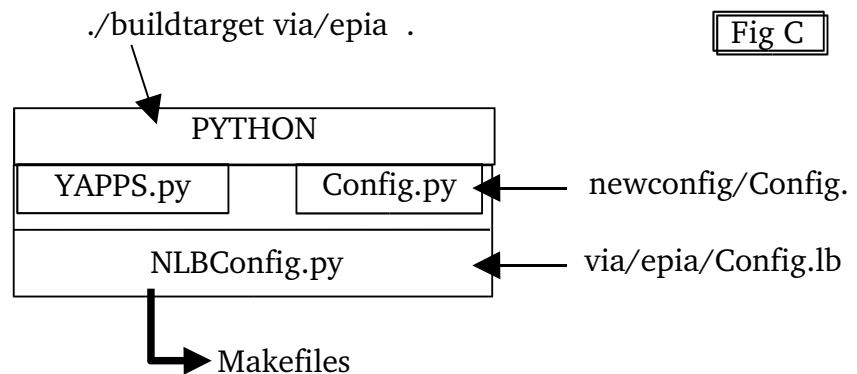 ./buildtarget via/epia .
Fig C
PYTHON
YAPPS.py
Config.py
newconfig/Config.
NLBConfig.py
via/epia/Config.lb
Makefiles